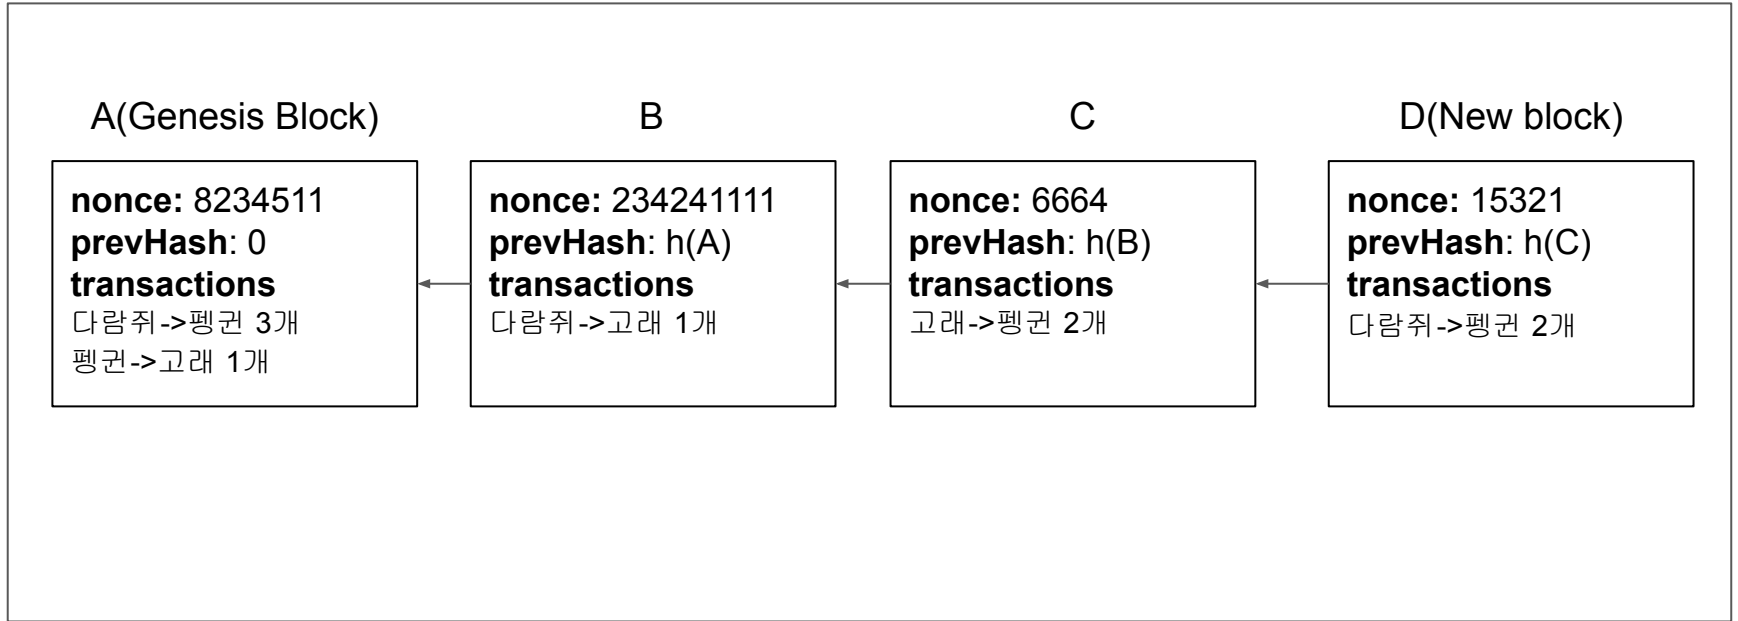 A(Genesis Block)
nonce: 8234511
prevHash: 0
transactions
다람쥐->펭귄 3개
펭귄->고래 1개
B
nonce: 234241111
prevHash: h(A)
transactions
다람쥐->고래 1개
C
nonce: 6664
prevHash: h(B)
transactions
고래->펭귄 2개
D(New block)
nonce: 15321
prevHash: h(C)
transactions
다람쥐->펭귄 2개